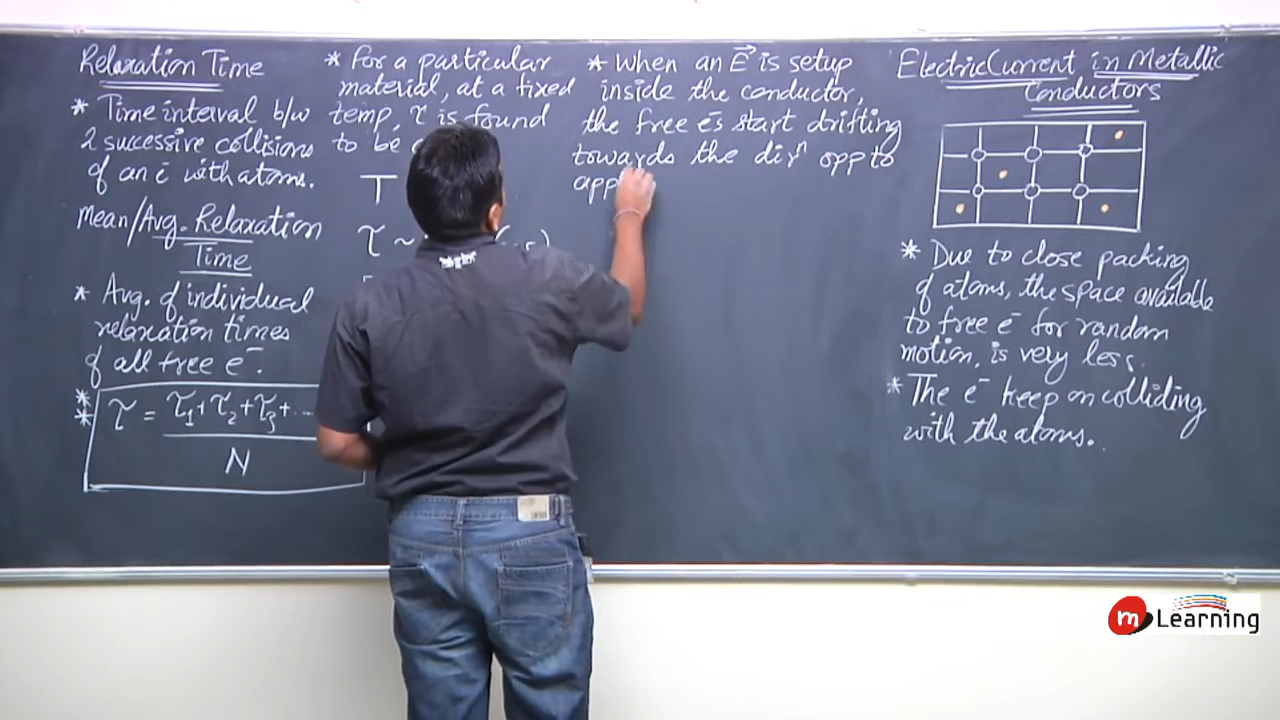 Relaxation Time
* Time interval b/w
2 successive collisions
of an e̅ with atoms.
Mean/Avg. Relaxation
Time
* Avg. of individual
relaxation times
of all free e⁻.
* * τ = τ₁+τ₂+τ₃+...
N
* For a particular
material, at a fixed
temp, τ is found
to be
T
τ ~
* When an E⃗ is setup
inside the conductor,
the free e̅s start drifting
towards the dirⁿ opp to
app
Electric Current in Metallic
Conductors
* Due to close packing
of atoms, the space available
to free e⁻ for random
motion, is very less.
* The e⁻ keep on colliding
with the atoms.
m Learning